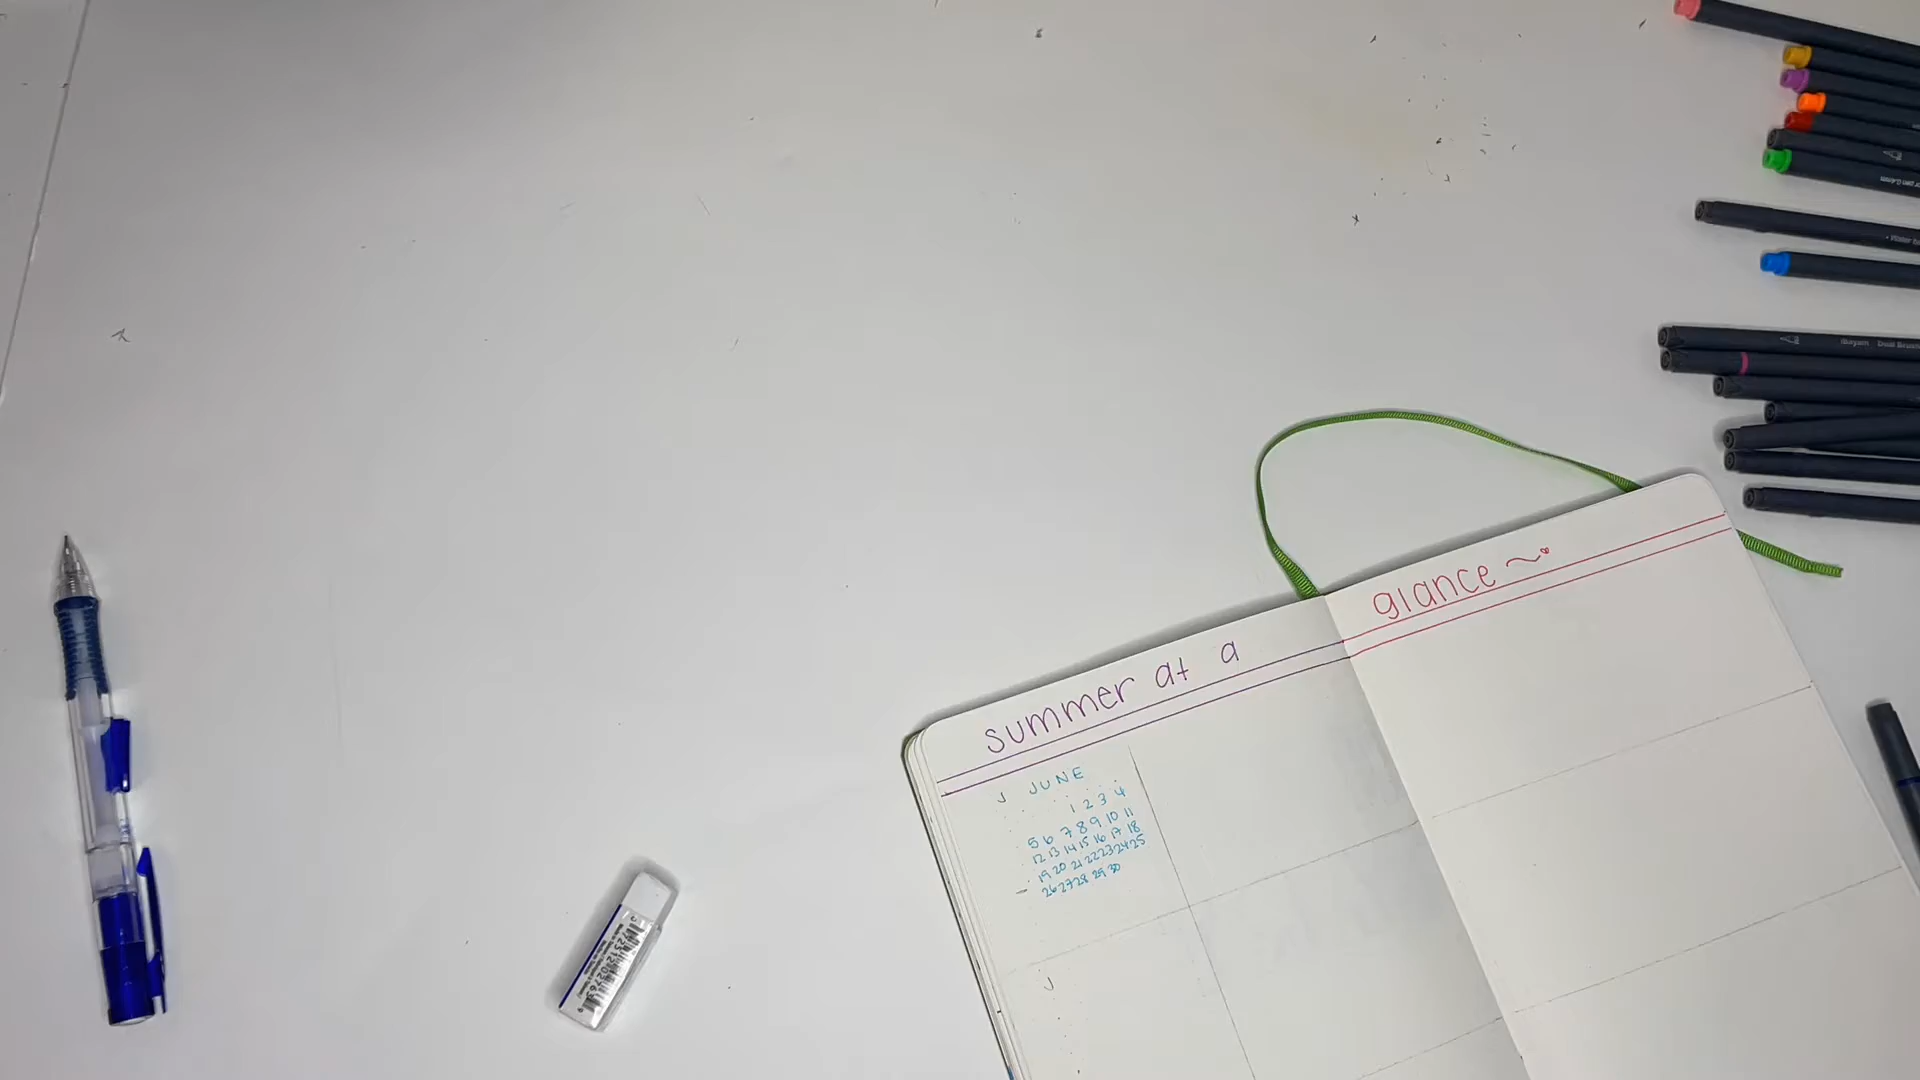 summer at a glance
J JUNE
1 2 3 4
5 6 7 8 9 10 11
12 13 14 15 16 17 18
19 20 21 22 23 24 25
26 27 28 29 30
J